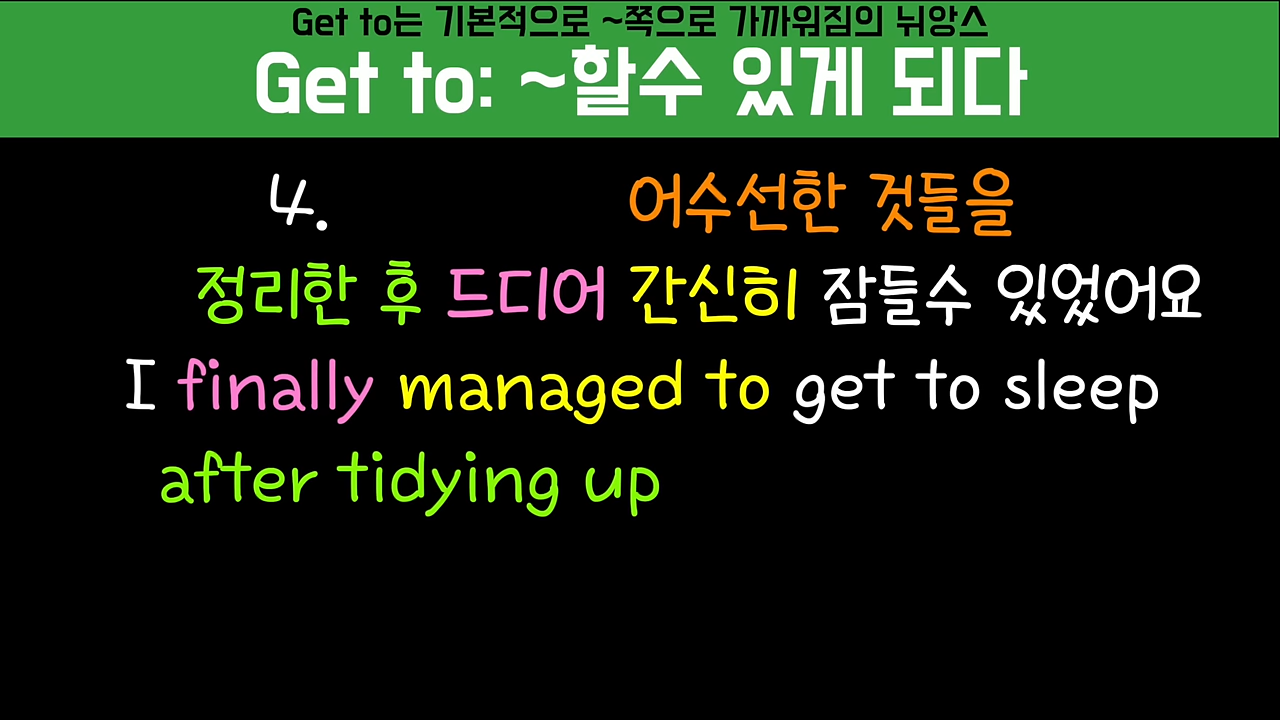 Get to는 기본적으로 ~쪽으로 가까워짐의 뉘앙스
Get to: ~할수 있게 되다
4. 어수선한 것들을
정리한 후 드디어 간신히 잠들수 있었어요
I finally managed to get to sleep
after tidying up